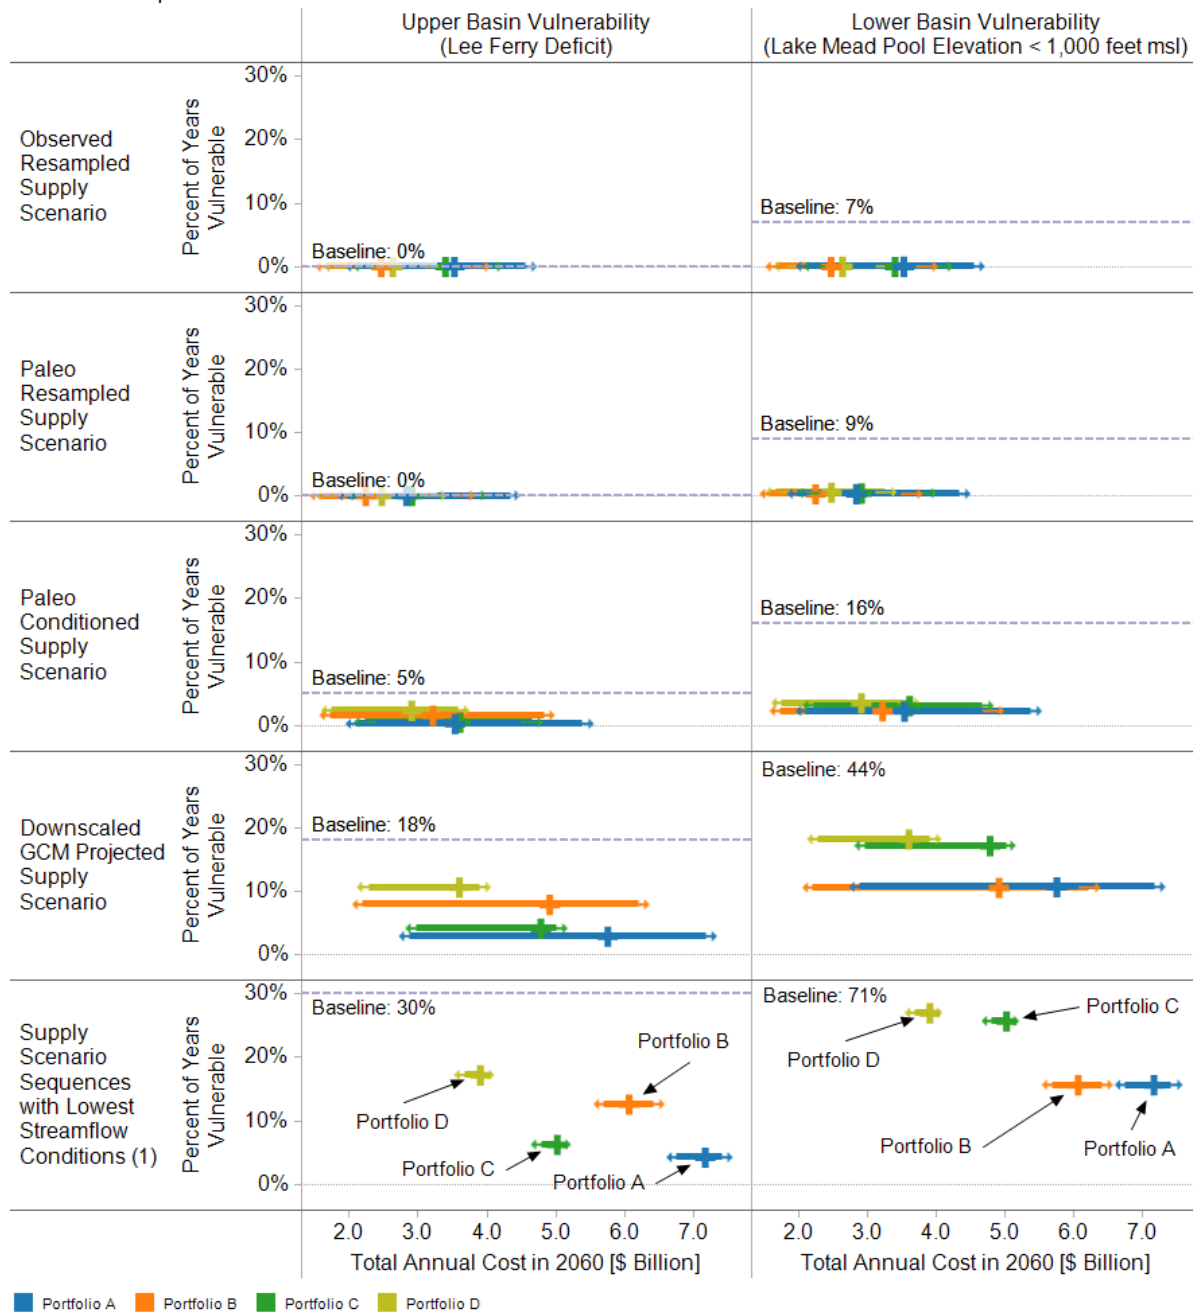 Upper Basin Vulnerability
(Lee Ferry Deficit)
Lower Basin Vulnerability
(Lake Mead Pool Elevation < 1,000 feet msl)
Observed
Resampled
Supply
Scenario
Percent of Years
Vulnerable
30%
20%
10%
0%
Baseline: 0%
Baseline: 7%
Paleo
Resampled
Supply
Scenario
Percent of Years
Vulnerable
30%
20%
10%
0%
Baseline: 0%
Baseline: 9%
Paleo
Conditioned
Supply
Scenario
Percent of Years
Vulnerable
30%
20%
10%
0%
Baseline: 5%
Baseline: 16%
Downscaled
GCM Projected
Supply
Scenario
Percent of Years
Vulnerable
30%
20%
10%
0%
Baseline: 18%
Baseline: 44%
Supply
Scenario
Sequences
with Lowest
Streamflow
Conditions (1)
Percent of Years
Vulnerable
30%
20%
10%
0%
Baseline: 30%
Portfolio B
Portfolio D
Portfolio C
Portfolio A
Baseline: 71%
Portfolio C
Portfolio D
Portfolio B
Portfolio A
2.0 3.0 4.0 5.0 6.0 7.0
Total Annual Cost in 2060 [$ Billion]
2.0 3.0 4.0 5.0 6.0 7.0
Total Annual Cost in 2060 [$ Billion]
Portfolio A Portfolio B Portfolio C Portfolio D